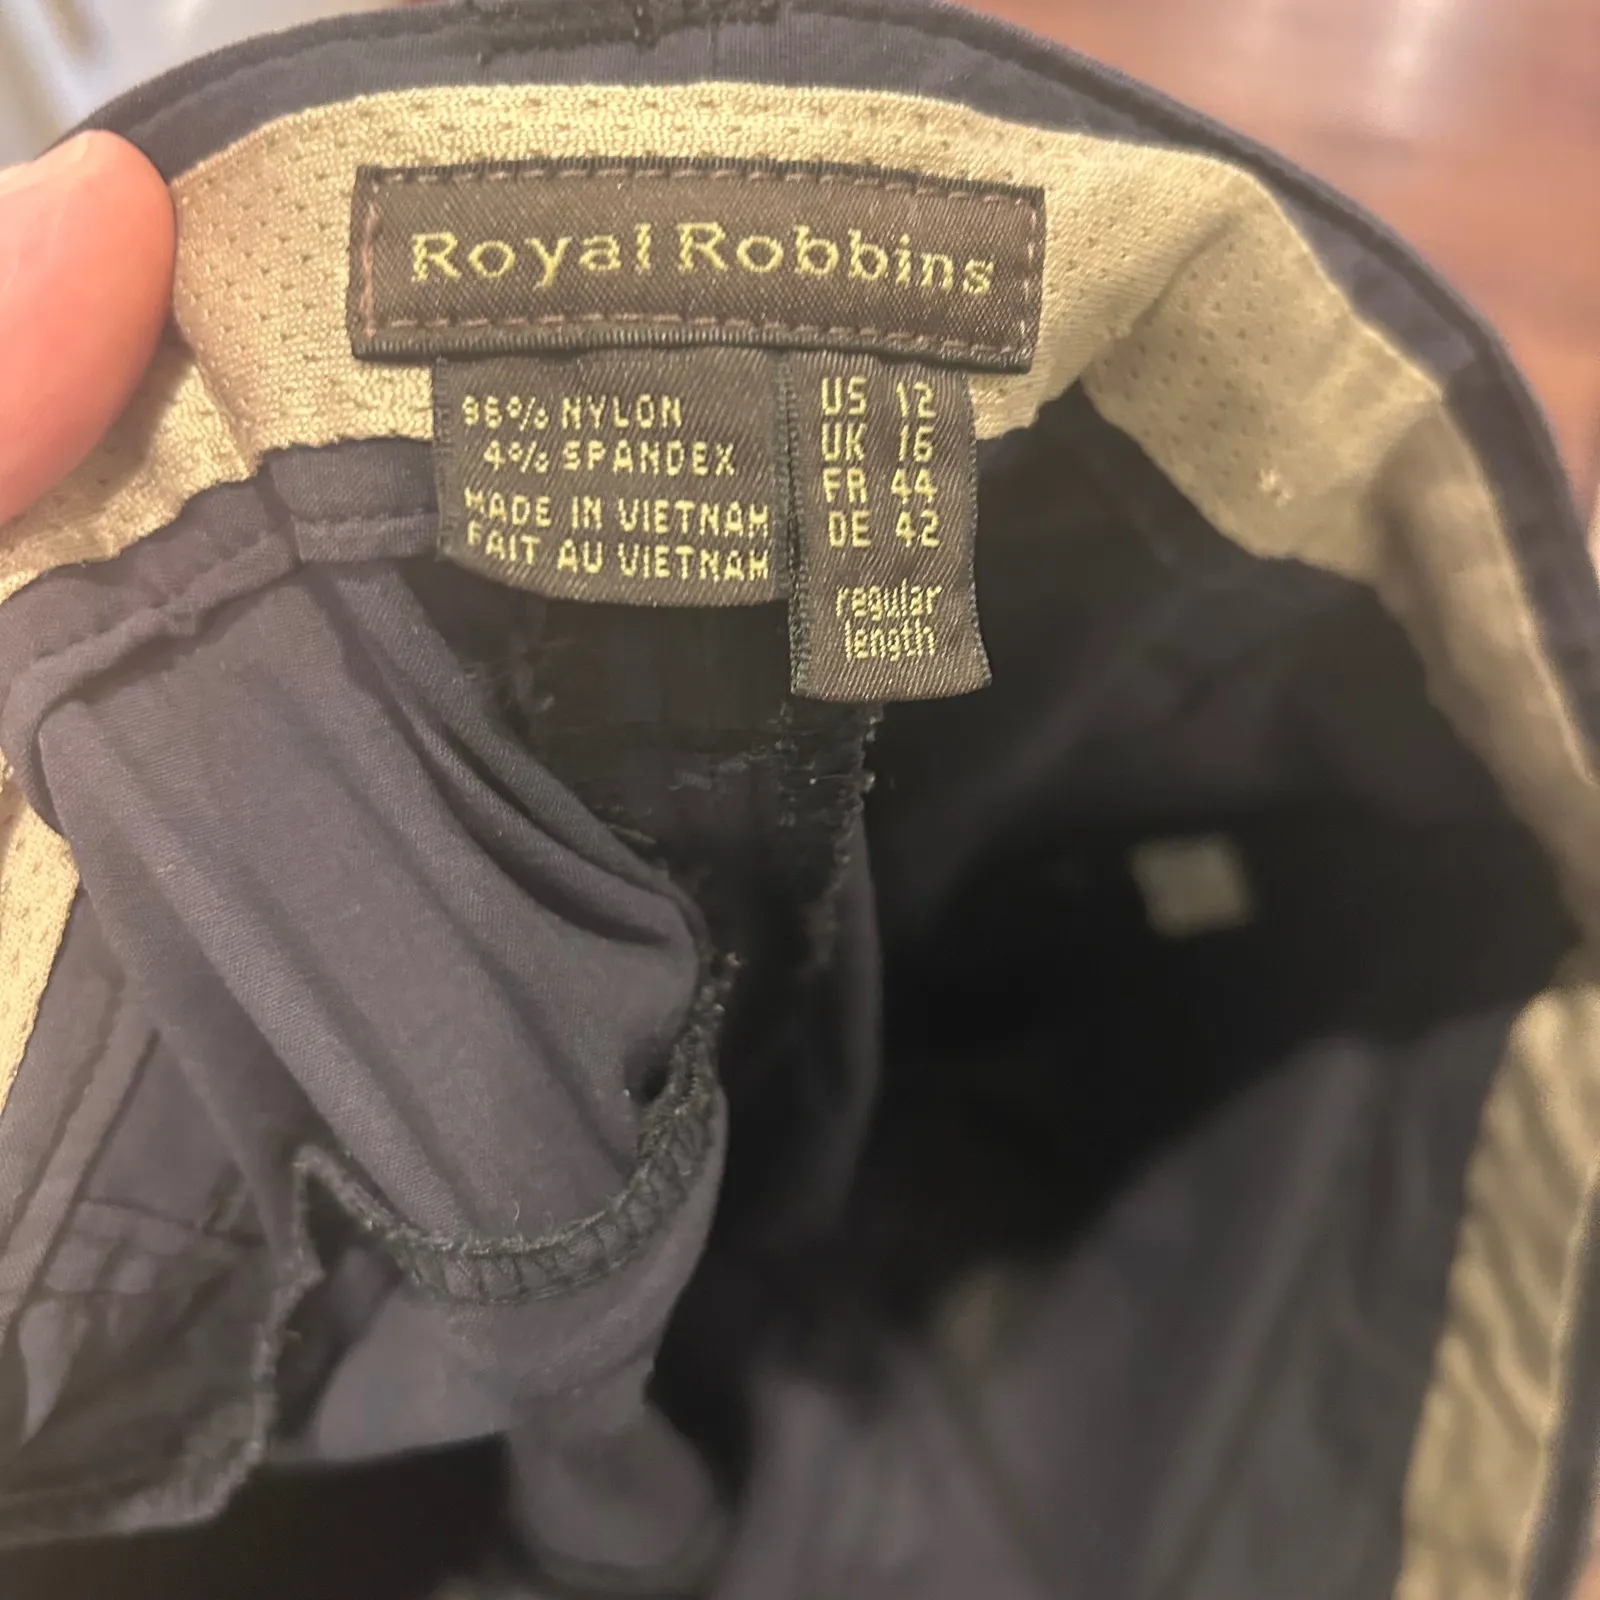 Royal Robbins
96% NYLON
4% SPANDEX
MADE IN VIETNAM
FAIT AU VIETNAM
US 12
UK 16
FR 44
DE 42
regular
length